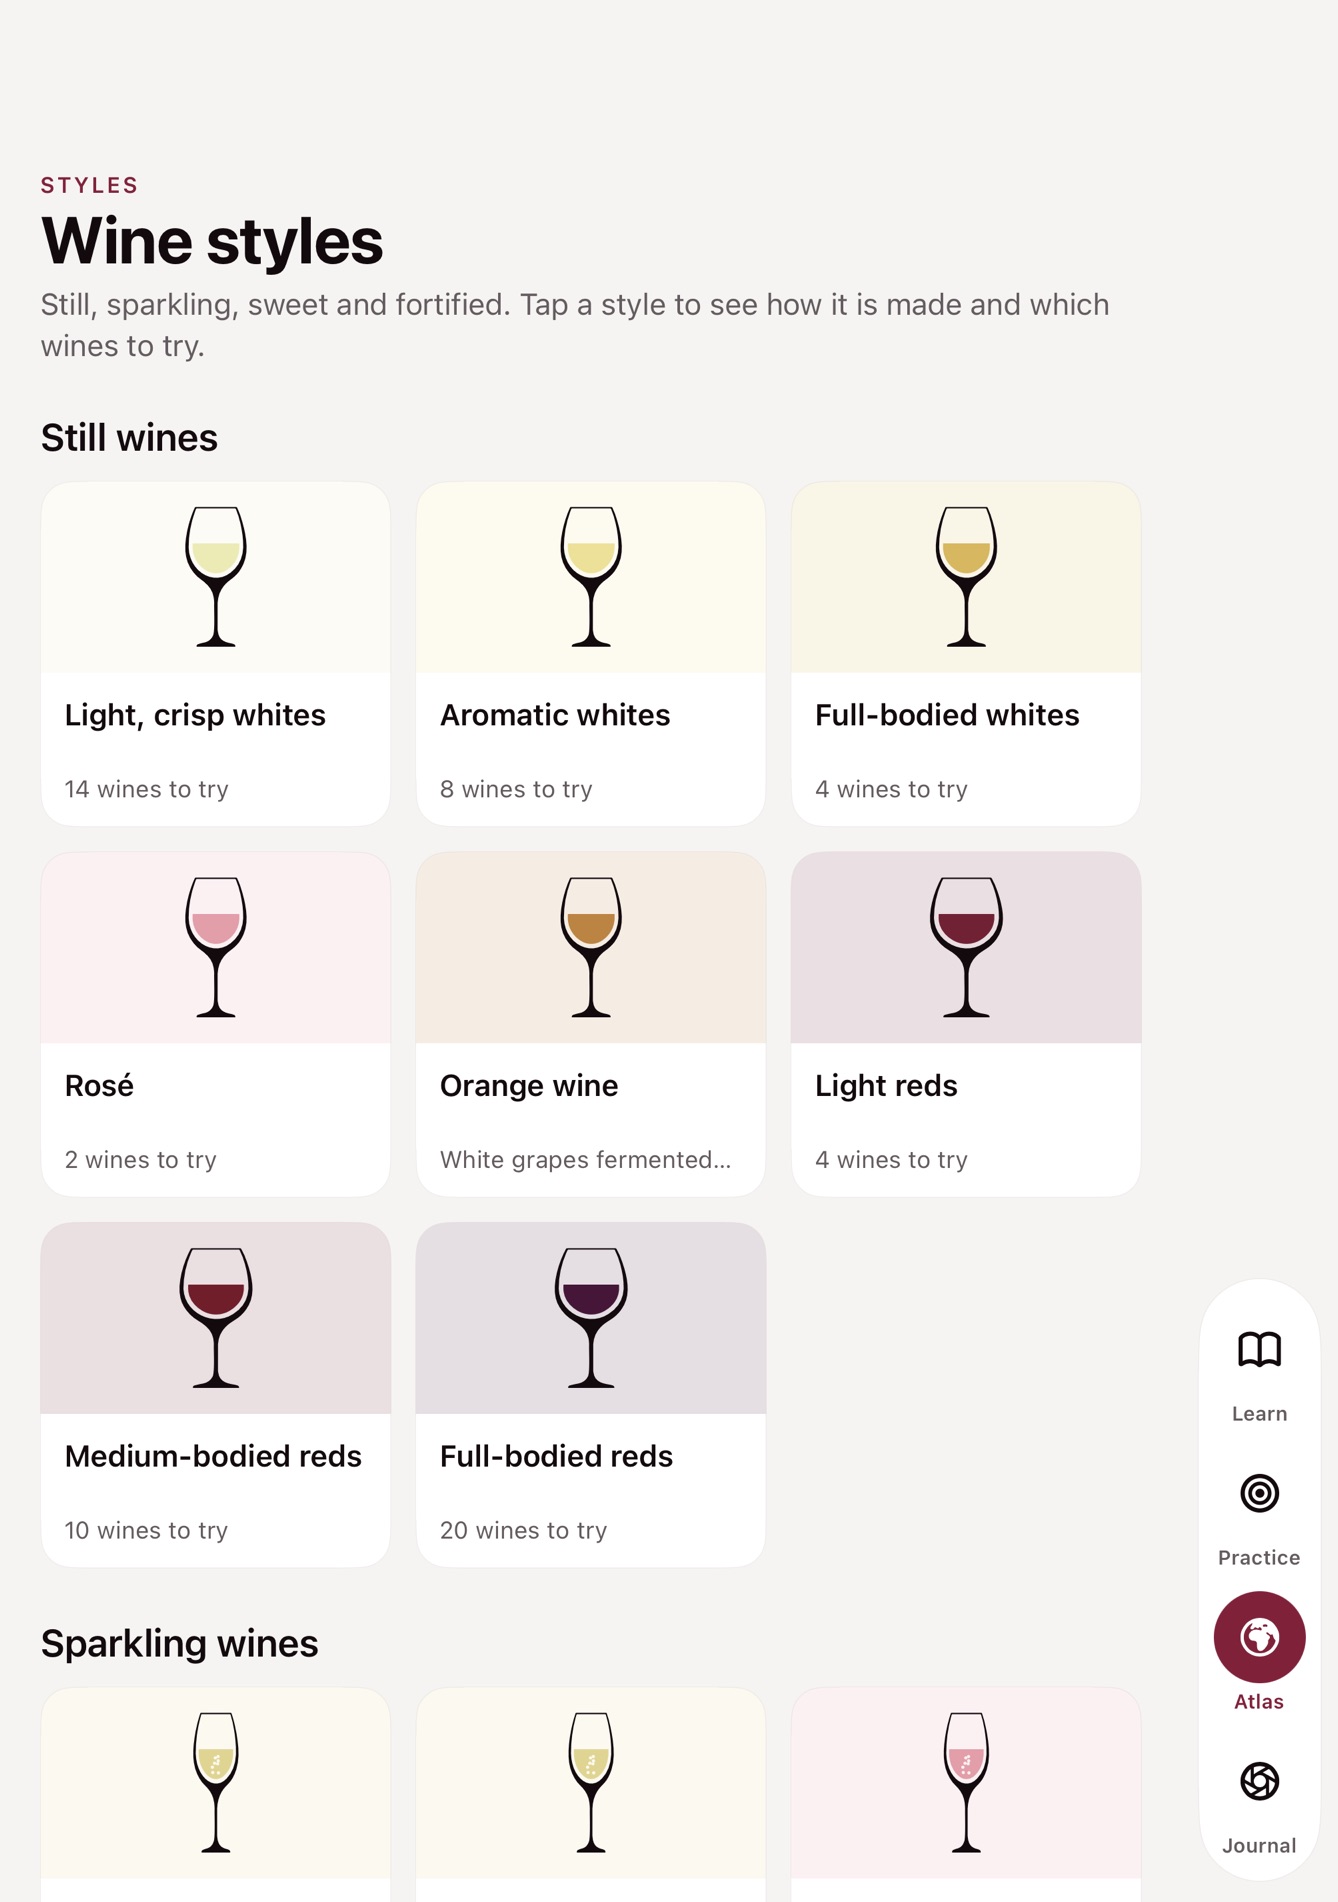 STYLES
Wine styles
Still, sparkling, sweet and fortified. Tap a style to see how it is made and which
wines to try.
Still wines
Light, crisp whites
14 wines to try
Aromatic whites
8 wines to try
Full-bodied whites
4 wines to try
Rosé
2 wines to try
Orange wine
White grapes fermented...
Light reds
4 wines to try
Medium-bodied reds
10 wines to try
Full-bodied reds
20 wines to try
Sparkling wines
Learn
Practice
Atlas
Journal